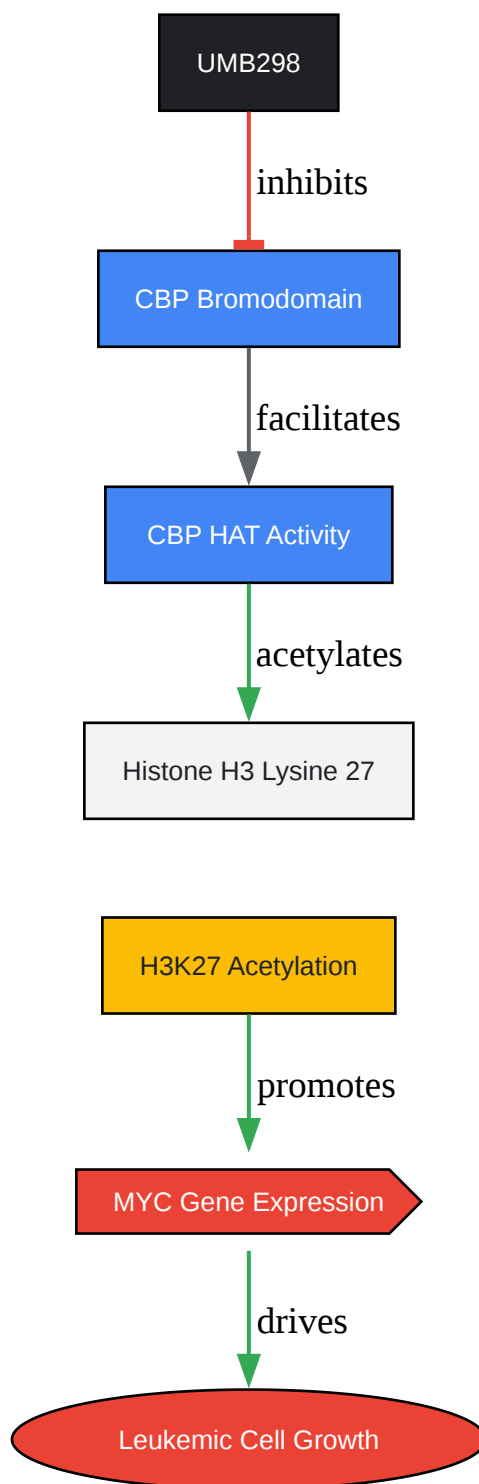 UMB298
inhibits
CBP Bromodomain
facilitates
CBP HAT Activity
acetylates
Histone H3 Lysine 27
H3K27 Acetylation
promotes
MYC Gene Expression
drives
Leukemic Cell Growth